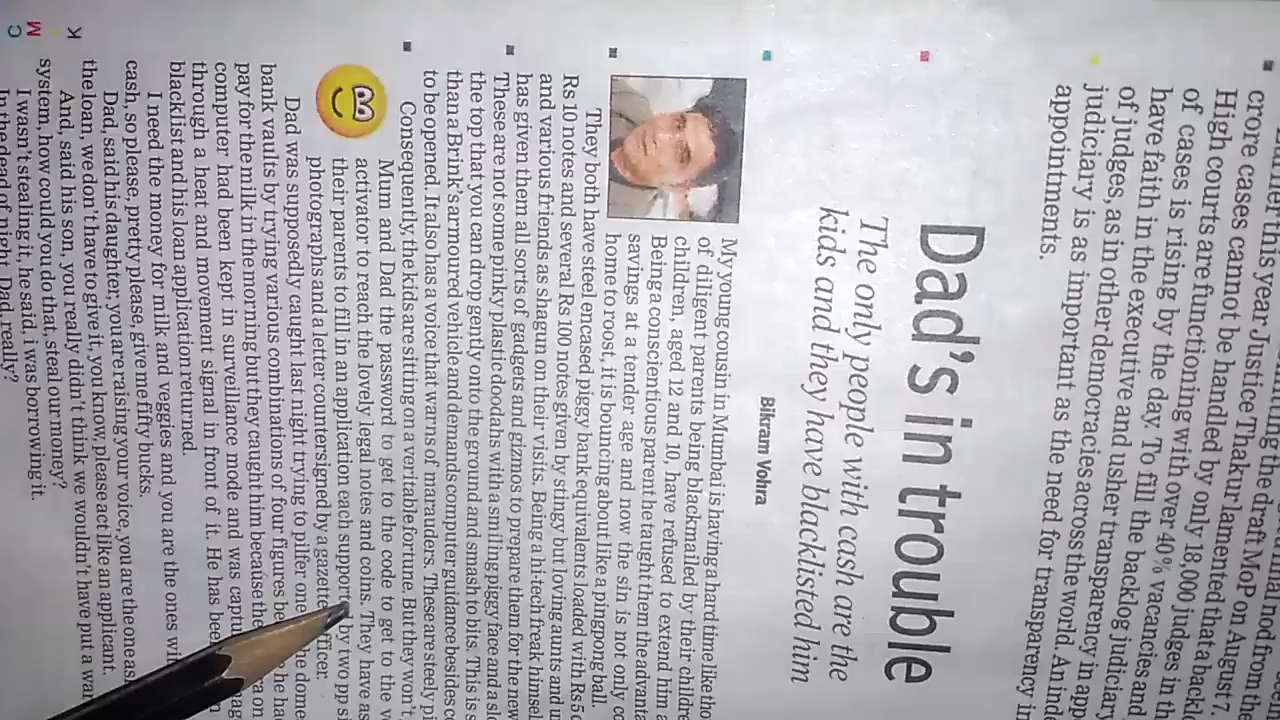 crore cases cannot be handled by only 18,000 judges in
High courts are functioning with over 40% vacancies and
of cases is rising by the day. To fill the backlog judiciary
have faith in the executive and usher transparency in app
of judges, as in other democracies across the world. An ind
judiciary is as important as the need for transparency in
appointments.
Dad's in trouble
The only people with cash are the
kids and they have blacklisted him
Bikram Vohra
My young cousin in Mumbai is having a hard time like tho
of diligent parents being blackmailed by their childre
children, aged 12 and 10, have refused to extend him a
Being a conscientious parent he taught them the advanta
savings at a tender age and now the sin is not only co
home to roost, it is bouncing about like a pingpong ball.
They both have steel encased piggy bank equivalents loaded with Rs 5 c
Rs 10 notes and several Rs 100 notes given by stingy but loving aunts and u
and various friends as shagun on their visits. Being a hi-tech freak himsel
has given them all sorts of gadgets and gizmos to prepare them for the new
These are not some pinky plastic doodahs with a smiling piggy face and a sl
the top that you can drop gently onto the ground and smash to bits. This is s
than a Brink's armoured vehicle and demands computer guidance besides c
to be opened. It also has a voice that warns of marauders. These are steely pi
Consequently, the kids are sitting on a veritable fortune. But they won't
Mum and Dad the password to get to the code to get to the
activator to reach the lovely legal notes and coins. They have as
their parents to fill in an application each supported by two pp si
photographs and a letter countersigned by a gazette officer.
Dad was supposedly caught last night trying to pilfer one dome
bank vaults by trying various combinations of four figures be he ha
pay for the milk in the morning but they caught him because the ra on
computer had been kept in surveillance mode and was capt mag
through a heat and movement signal in front of it. He has been
blacklist and his loan application returned.
I need the money for milk and veggies and you are the ones wi
cash, so please, pretty please, give me fifty bucks.
Dad, said his daughter, you are raising your voice, you are the one as
the loan, we don't have to give it, you know, please act like an applicant.
And, said his son, you really didn't think we wouldn't have put a wa
system, how could you do that, steal our money?
I wasn't stealing it, he said, i was borrowing it.
In the dead of night, Dad, really?
K
M
C